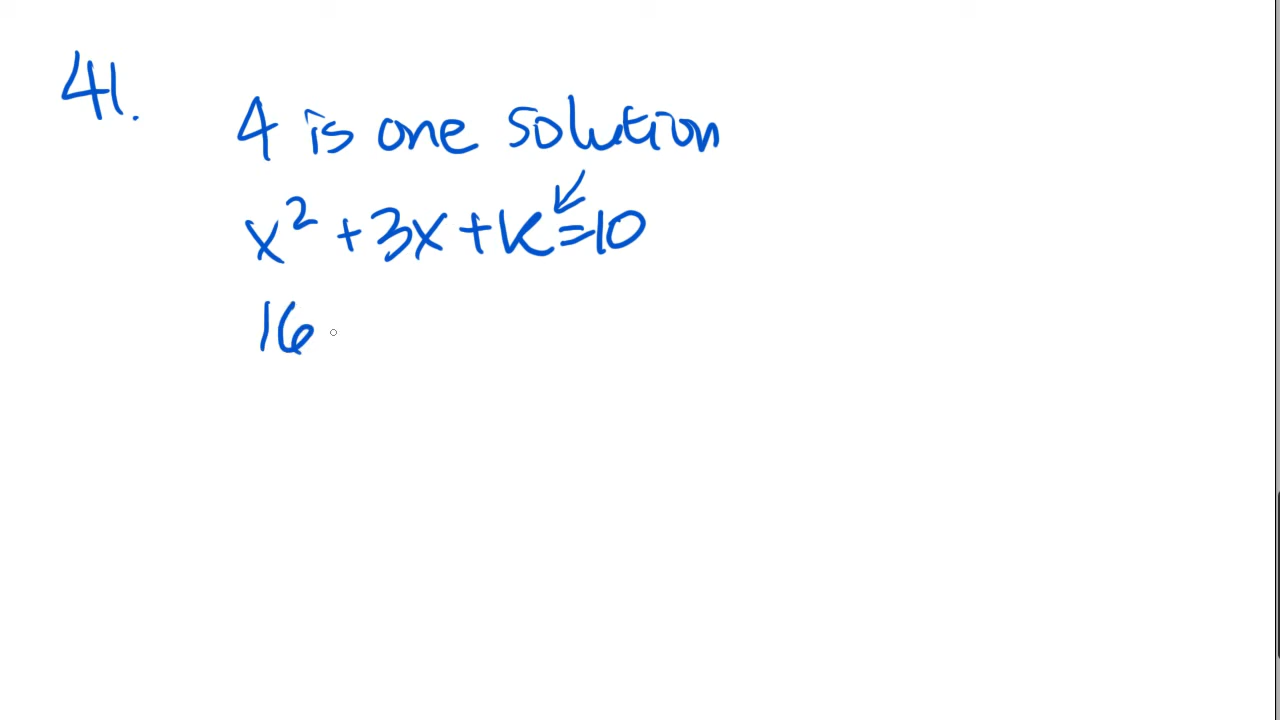 41.
4 is one solution
x² + 3x + k = 10
16